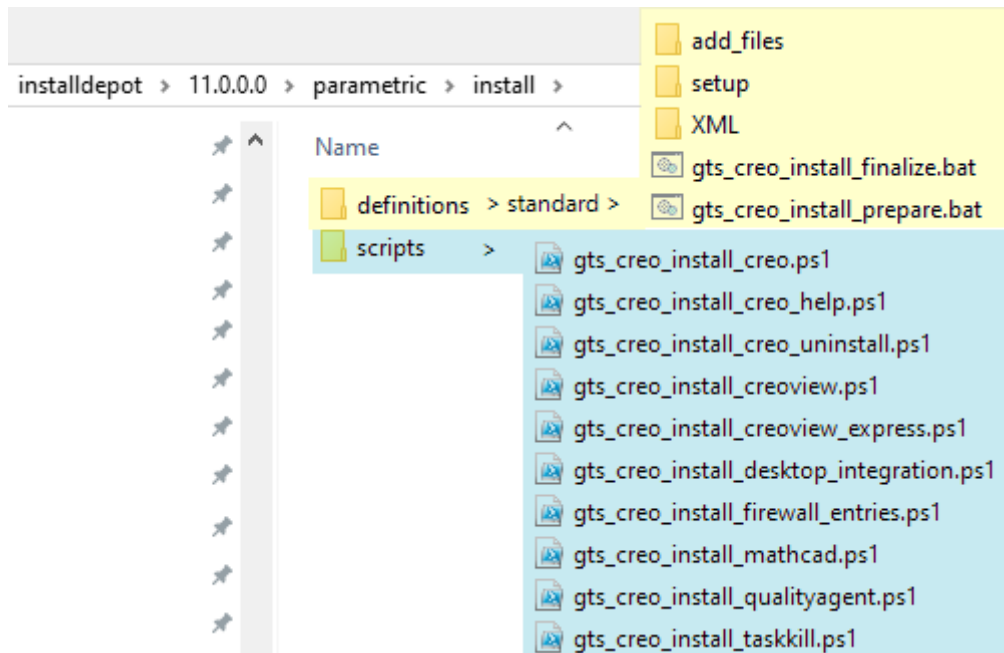 add_files
installdepot > 11.0.0.0 > parametric > install >
setup
XML
Name
gts_creo_install_finalize.bat
definitions > standard >
gts_creo_install_prepare.bat
scripts >
gts_creo_install_creo.ps1
gts_creo_install_creo_help.ps1
gts_creo_install_creo_uninstall.ps1
gts_creo_install_creoview.ps1
gts_creo_install_creoview_express.ps1
gts_creo_install_desktop_integration.ps1
gts_creo_install_firewall_entries.ps1
gts_creo_install_mathcad.ps1
gts_creo_install_qualityagent.ps1
gts_creo_install_taskkill.ps1